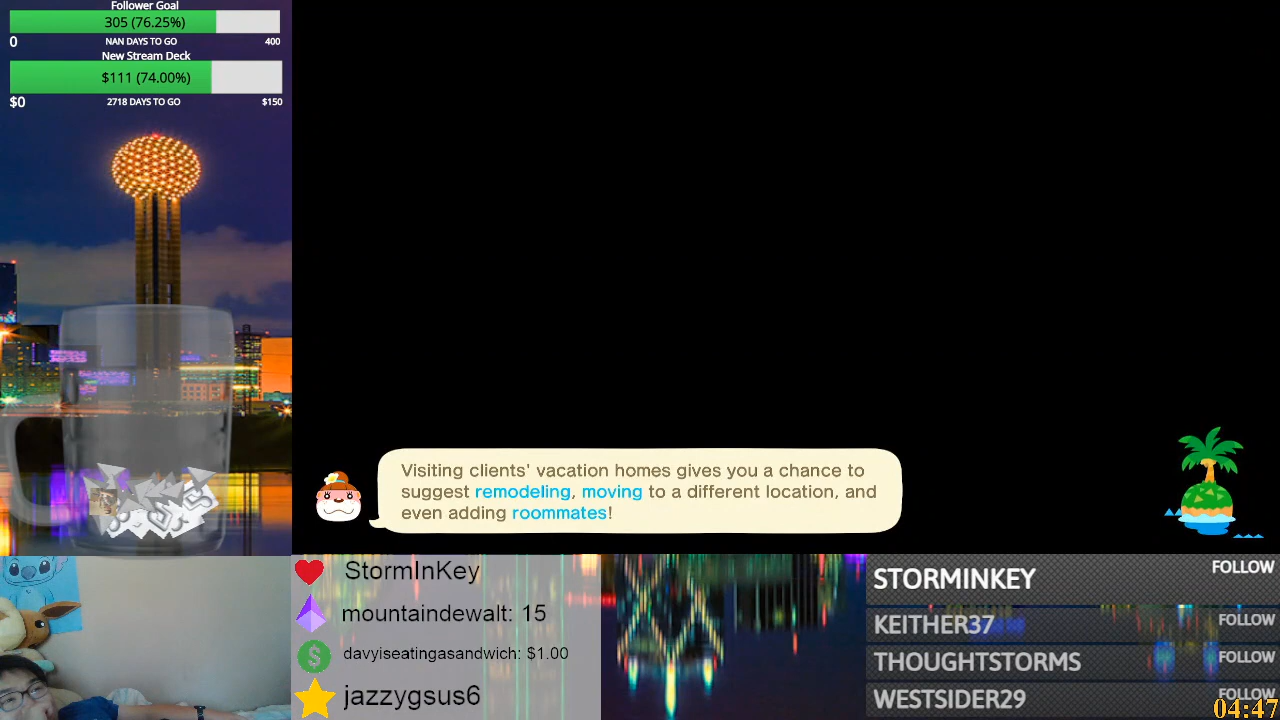 Follower Goal
305 (76.25%)
0 NAN DAYS TO GO 400
New Stream Deck
$111 (74.00%)
$0 2718 DAYS TO GO $150
Visiting clients' vacation homes gives you a chance to
suggest remodeling, moving to a different location, and
even adding roommates!
StormInKey
mountaindewalt: 15
davyiseatingasandwich: $1.00
jazzygsus6
STORMINKEY FOLLOW
KEITHER37 FOLLOW
THOUGHTSTORMS FOLLOW
WESTSIDER29 FOLLOW
04:47